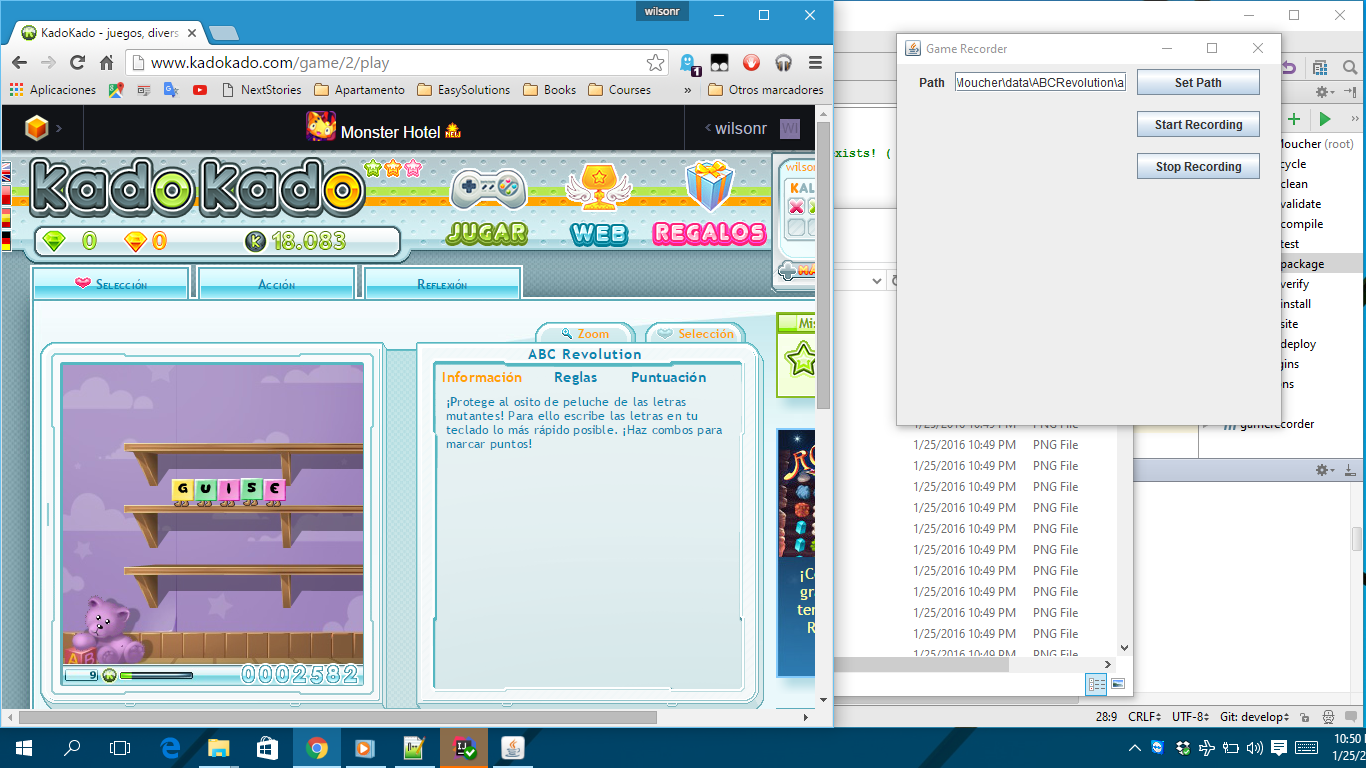 wilsonr
KadoKado - juegos, divers
www.kadokado.com/game/2/play
1
Aplicaciones
NextStories
Apartamento
EasySolutions
Books
Courses
»
Otros marcadores
Monster Hotel NEW
wilsonr
WI
KadoKado
JUGAR
WEB
REGALOS
0
0
K 18.083
wilson
KAL
Selección
Acción
Reflexión
Zoom
Selección
ABC Revolution
Información
Reglas
Puntuación
¡Protege al osito de peluche de las letras
mutantes! Para ello escribe las letras en tu
teclado lo más rápido posible. ¡Haz combos para
marcar puntos!
G U I S E
A B
9
0002582
Mis
¡Co
gra
ten
R
Game Recorder
Path
Moucher\data\ABCRevolution\a
Set Path
Start Recording
Stop Recording
xists! (
Moucher (root)
cycle
clean
validate
compile
test
package
verify
install
site
deploy
gins
ns
gamerecorder
1/25/2016 10:49 PM PNG File
1/25/2016 10:49 PM PNG File
1/25/2016 10:49 PM PNG File
1/25/2016 10:49 PM PNG File
1/25/2016 10:49 PM PNG File
1/25/2016 10:49 PM PNG File
1/25/2016 10:49 PM PNG File
1/25/2016 10:49 PM PNG File
1/25/2016 10:49 PM PNG File
1/25/2016 10:49 PM PNG File
1/25/2016 10:49 PM PNG File
1/25/2016 10:49 PM PNG File
28:9 CRLF UTF-8 Git: develop
10:50
1/25/2